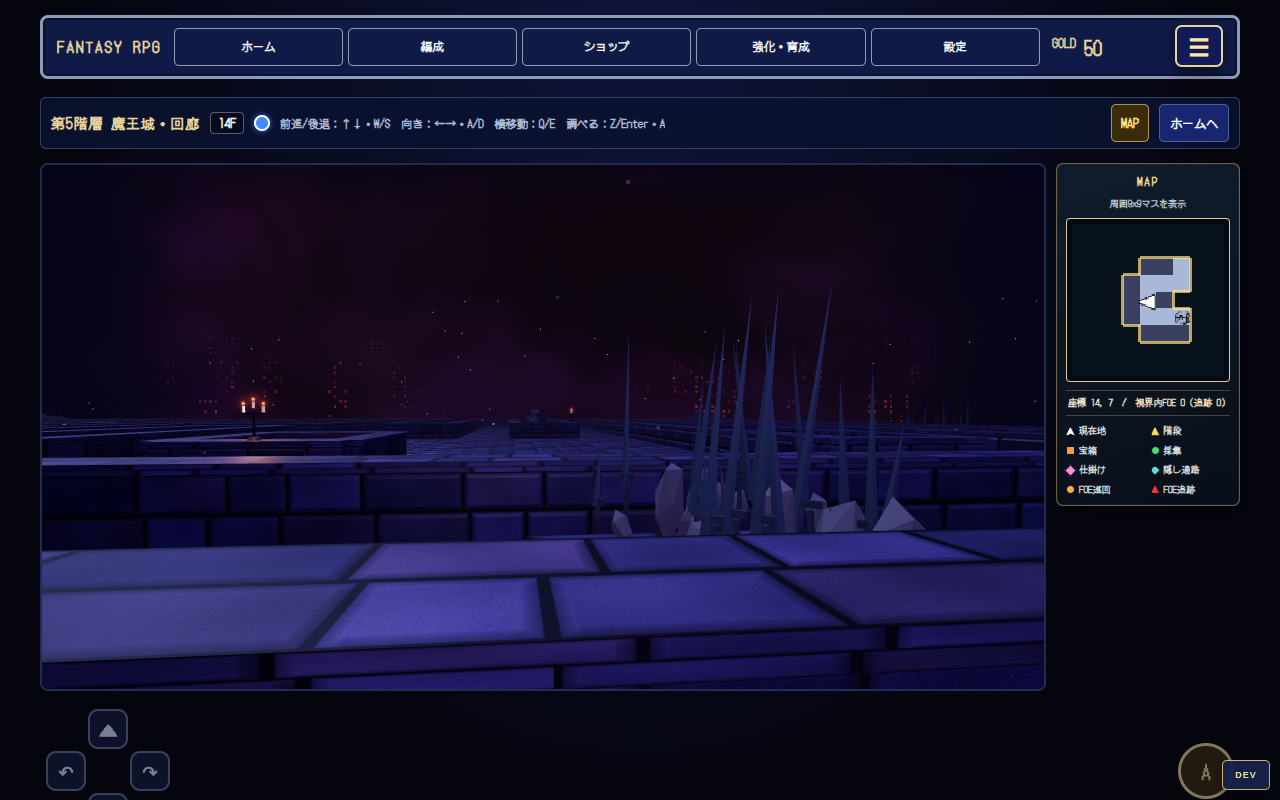 FANTASY RPG
ホーム
編成
ショップ
強化・育成
設定
GOLD 50
第5階層 魔王城・回廊
14F
前進/後退：↑↓・W/S 向き：←→・A/D 横移動：Q/E 調べる：Z/Enter・A
MAP
ホームへ
MAP
周囲9x9マスを表示
座標 14, 7 / 視界内FOE 0（追跡 0）
現在地
階段
宝箱
採集
仕掛け
隠し通路
FOE巡回
FOE追跡
A
DEV